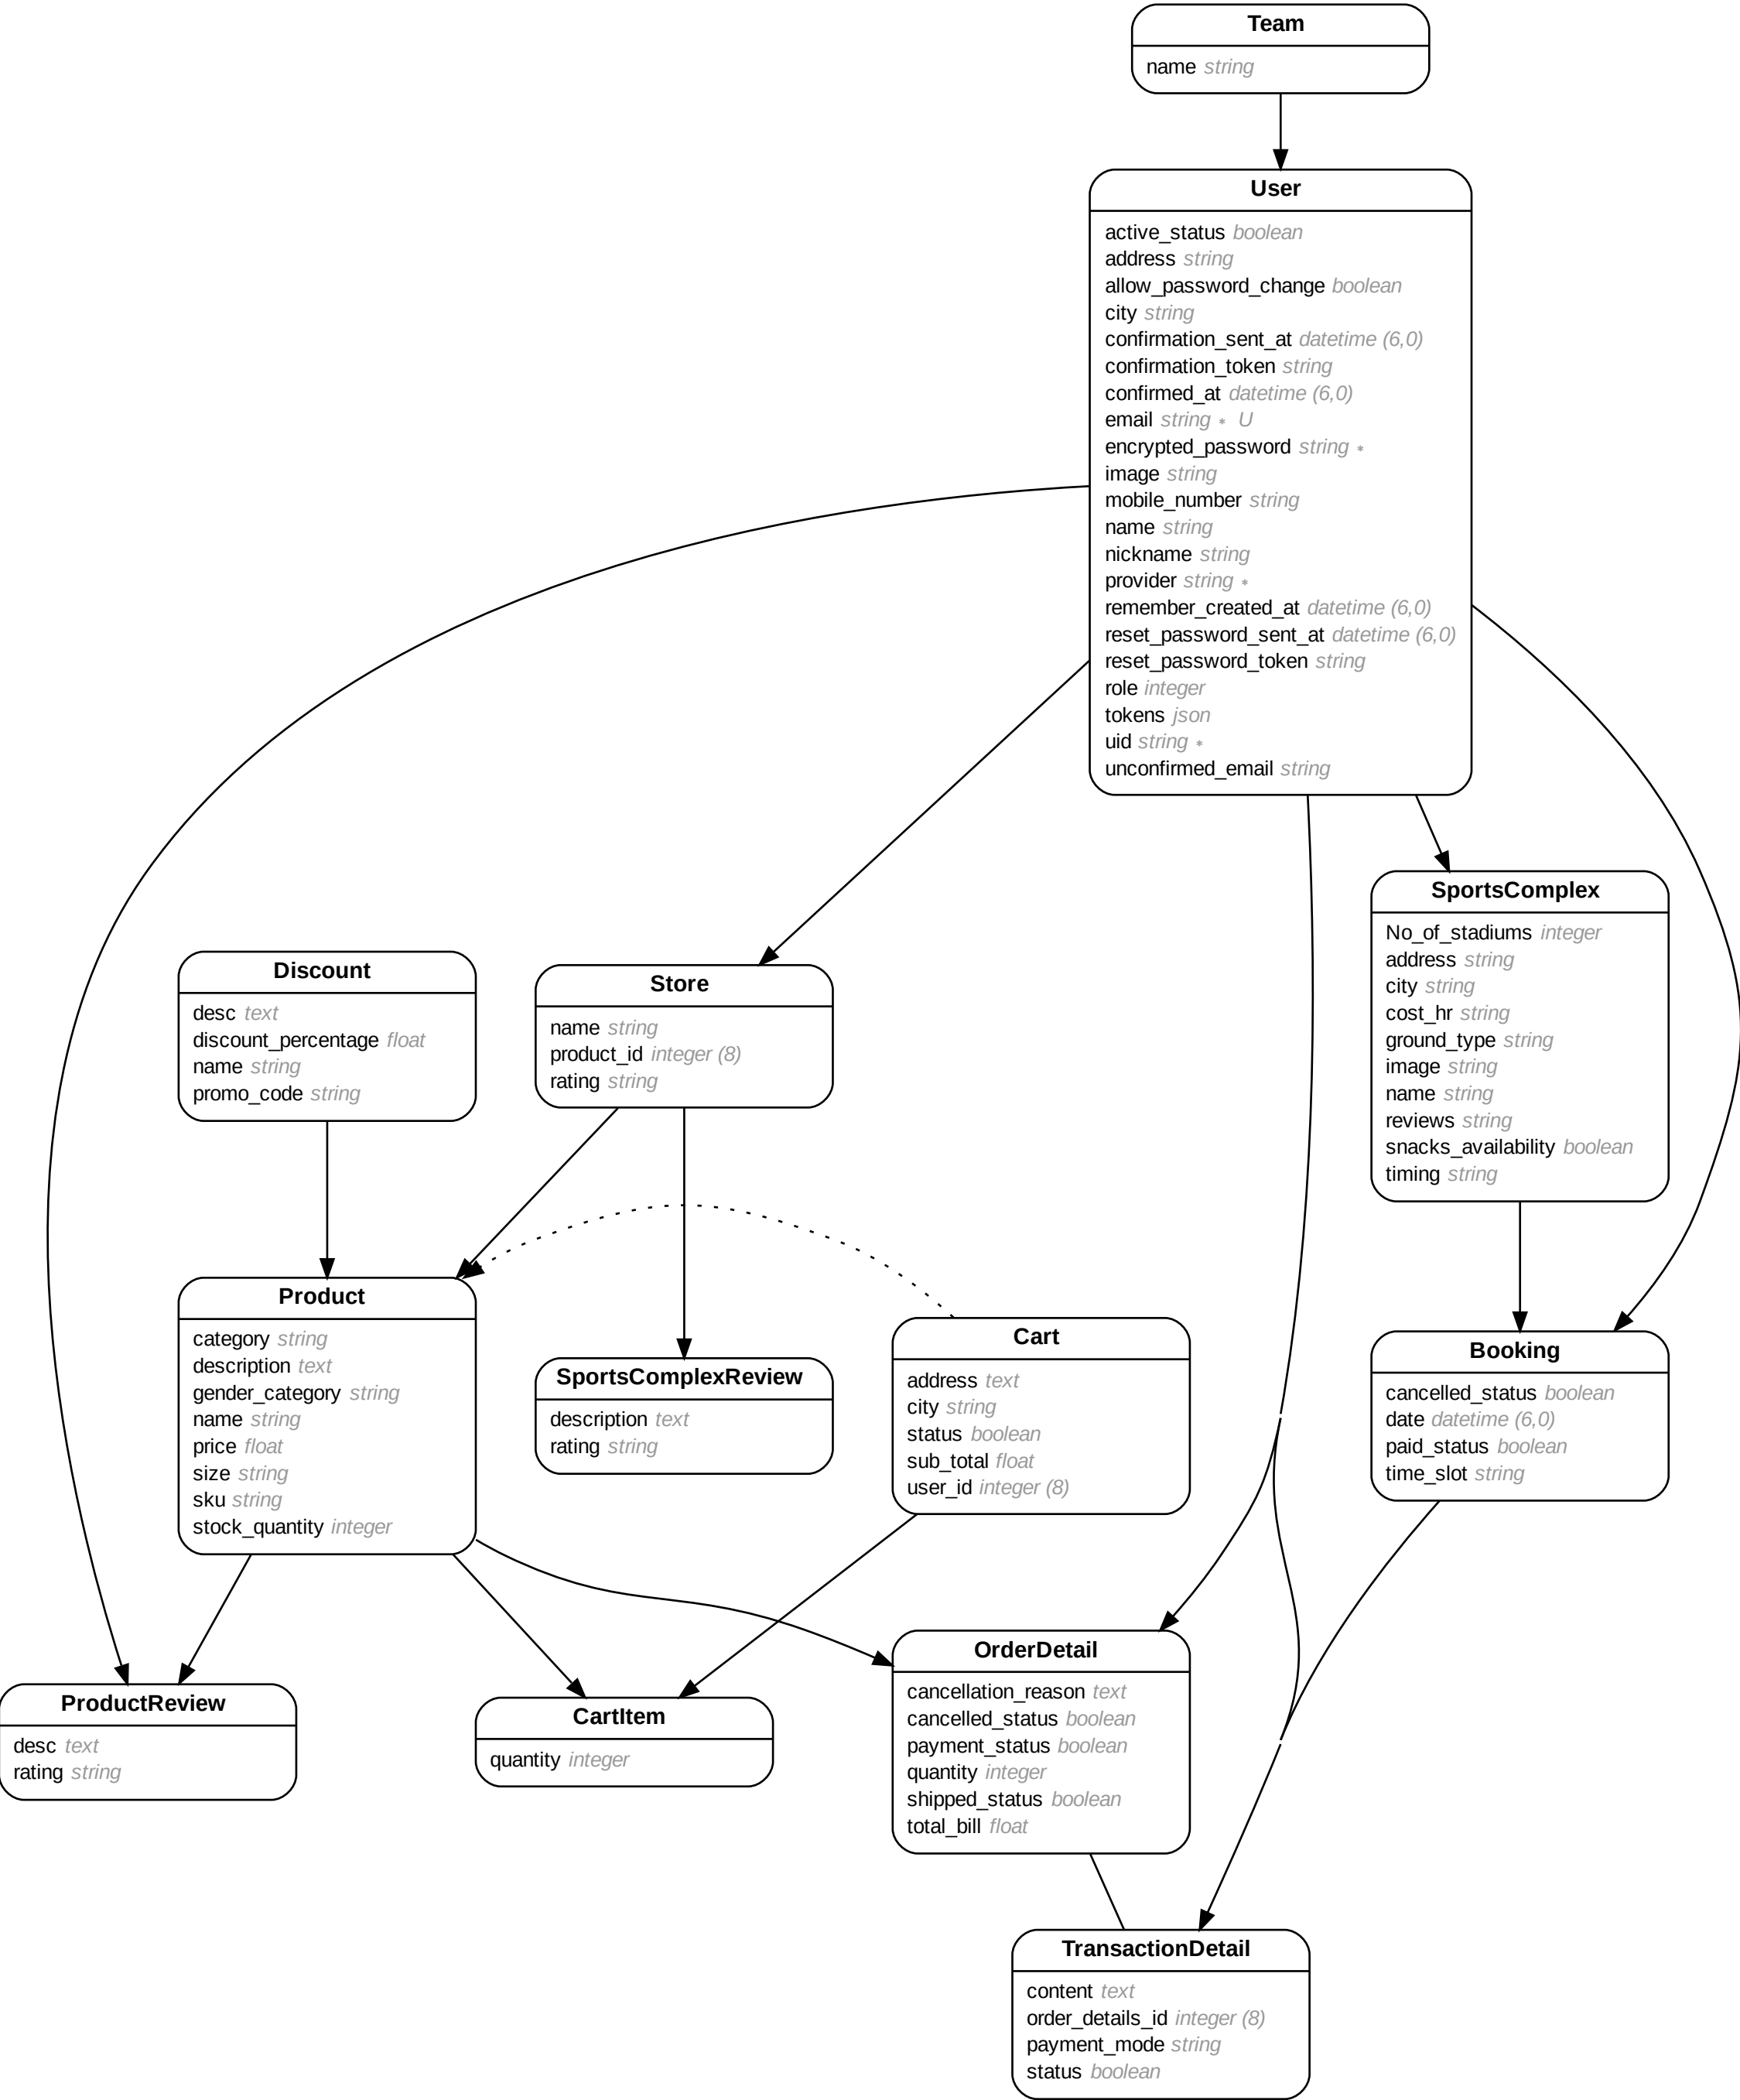 Team
name string
User
active_status boolean
address string
allow_password_change boolean
city string
confirmation_sent_at datetime (6,0)
confirmation_token string
confirmed_at datetime (6,0)
email string * U
encrypted_password string *
image string
mobile_number string
name string
nickname string
provider string *
remember_created_at datetime (6,0)
reset_password_sent_at datetime (6,0)
reset_password_token string
role integer
tokens json
uid string *
unconfirmed_email string
SportsComplex
No_of_stadiums integer
address string
city string
cost_hr string
ground_type string
image string
name string
reviews string
snacks_availability boolean
timing string
Discount
desc text
discount_percentage float
name string
promo_code string
Store
name string
product_id integer (8)
rating string
Product
category string
description text
gender_category string
name string
price float
size string
sku string
stock_quantity integer
SportsComplexReview
description text
rating string
Cart
address text
city string
status boolean
sub_total float
user_id integer (8)
Booking
cancelled_status boolean
date datetime (6,0)
paid_status boolean
time_slot string
ProductReview
desc text
rating string
CartItem
quantity integer
OrderDetail
cancellation_reason text
cancelled_status boolean
payment_status boolean
quantity integer
shipped_status boolean
total_bill float
TransactionDetail
content text
order_details_id integer (8)
payment_mode string
status boolean